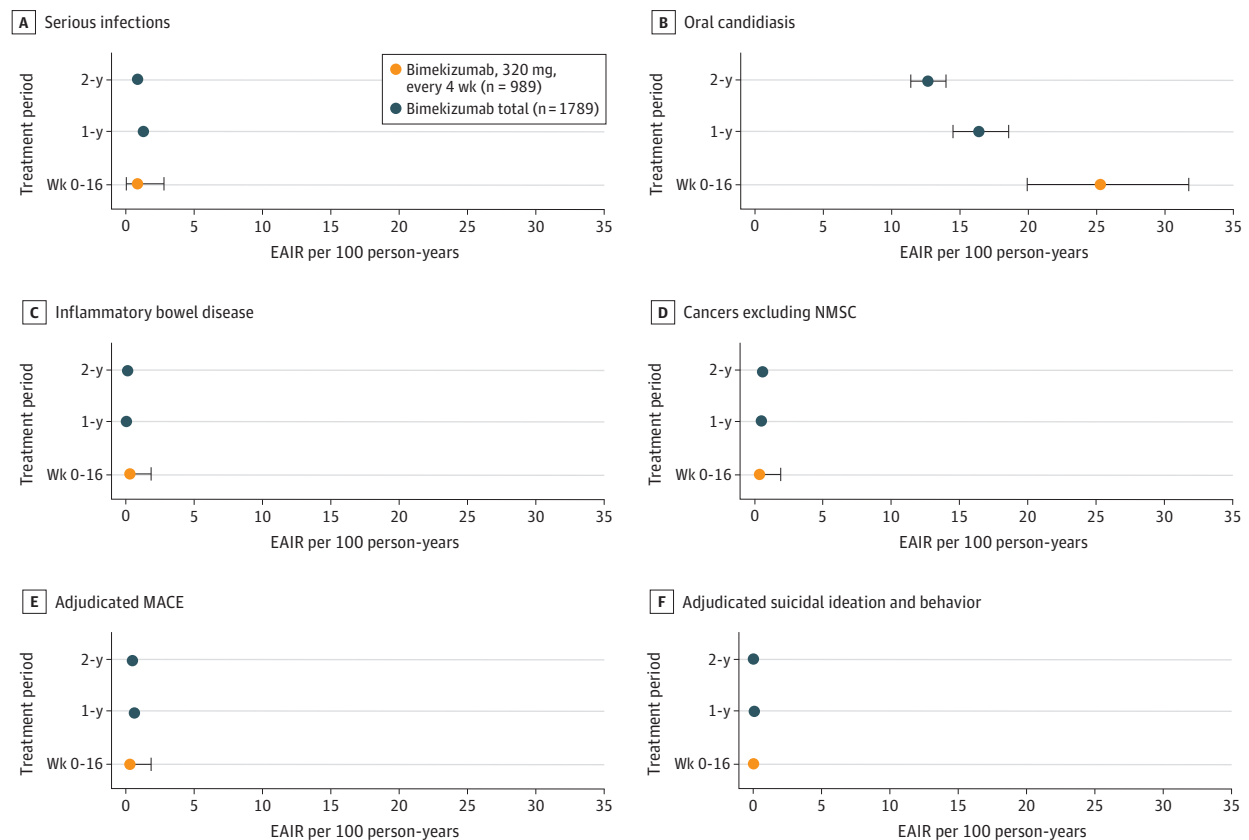 A Serious infections
Treatment period
2-y
1-y
Wk 0-16
Bimekizumab, 320 mg,
every 4 wk (n = 989)
Bimekizumab total (n = 1789)
0 5 10 15 20 25 30 35
EAIR per 100 person-years
B Oral candidiasis
Treatment period
2-y
1-y
Wk 0-16
0 5 10 15 20 25 30 35
EAIR per 100 person-years
C Inflammatory bowel disease
Treatment period
2-y
1-y
Wk 0-16
0 5 10 15 20 25 30 35
EAIR per 100 person-years
D Cancers excluding NMSC
Treatment period
2-y
1-y
Wk 0-16
0 5 10 15 20 25 30 35
EAIR per 100 person-years
E Adjudicated MACE
Treatment period
2-y
1-y
Wk 0-16
0 5 10 15 20 25 30 35
EAIR per 100 person-years
F Adjudicated suicidal ideation and behavior
Treatment period
2-y
1-y
Wk 0-16
0 5 10 15 20 25 30 35
EAIR per 100 person-years